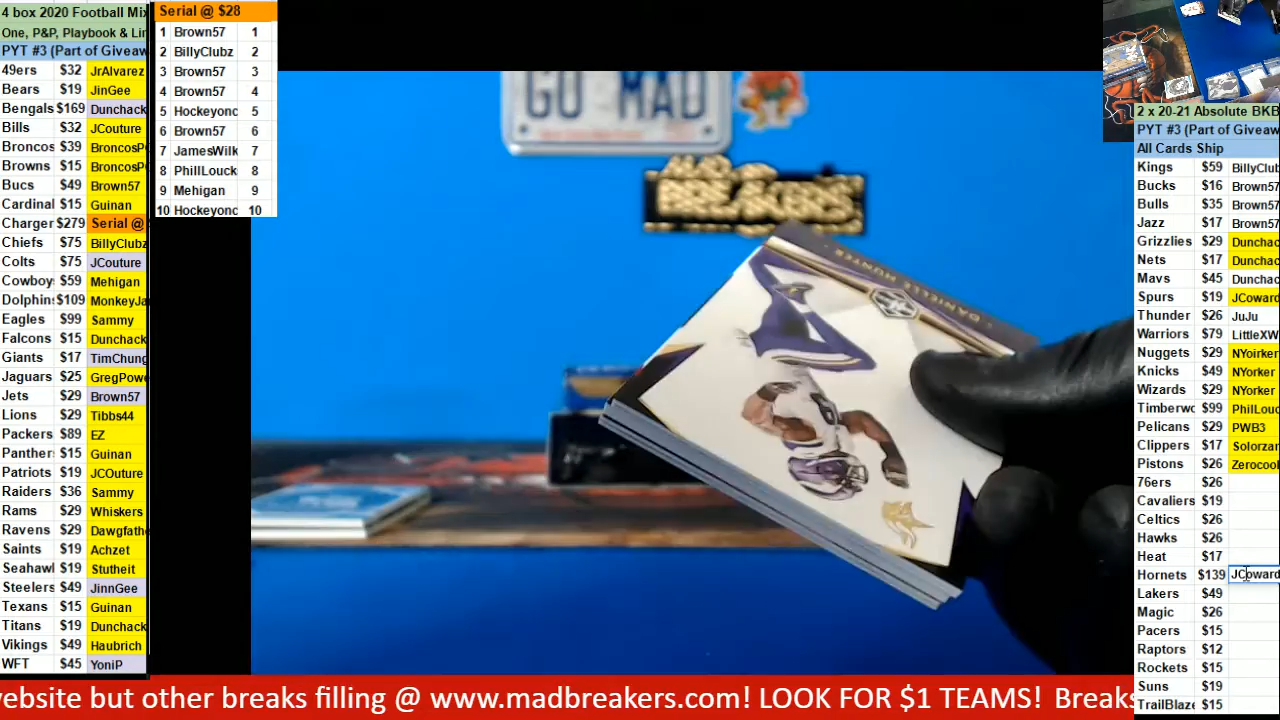 4 box 2020 Football Mix
One, P&P, Playbook & Lir
PYT #3 (Part of Giveaw
49ers $32 JrAlvarez
Bears $19 JinGee
Bengals $169 Dunchack
Bills $32 JCouture
Broncos $39 BroncosPC
Browns $15 BroncosPC
Bucs $49 Brown57
Cardinal $15 Guinan
Charger $279 Serial @
Chiefs $75 BillyClubz
Colts $75 JCouture
Cowboy $59 Mehigan
Dolphin $109 MonkeyJa
Eagles $99 Sammy
Falcons $15 Dunchack
Giants $17 TimChung
Jaguars $25 GregPowe
Jets $29 Brown57
Lions $29 Tibbs44
Packers $89 EZ
Panther $15 Guinan
Patriots $19 JCOuture
Raiders $36 Sammy
Rams $29 Whiskers
Ravens $29 Dawgfath
Saints $19 Achzet
Seahawl $19 Stutheit
Steelers $49 JinnGee
Texans $15 Guinan
Titans $19 Dunchack
Vikings $49 Haubrich
WFT $45 YoniP
Serial @ $28
1 Brown57 1
2 BillyClubz 2
3 Brown57 3
4 Brown57 4
5 Hockeyonc 5
6 Brown57 6
7 JamesWilk 7
8 PhillLouck 8
9 Mehigan 9
10 Hockeyonc 10
GO MAD
MAD
BREAKERS
DANIELLE HUNTER
2 x 20-21 Absolute BKB
PYT #3 (Part of Giveaw
All Cards Ship
Kings $59 BillyClub
Bucks $16 Brown57
Bulls $35 Brown57
Jazz $17 Brown57
Grizzlies $29 Dunchac
Nets $17 Dunchac
Mavs $45 Dunchac
Spurs $19 JCoward
Thunder $26 JuJu
Warriors $79 LittleXW
Nuggets $29 NYoirker
Knicks $49 NYorker
Wizards $29 NYorker
Timberwc $99 PhilLouc
Pelicans $29 PWB3
Clippers $17 Solorzar
Pistons $26 Zerocool
76ers $26
Cavaliers $19
Celtics $26
Hawks $26
Heat $17
Hornets $139 JCoward
Lakers $49
Magic $26
Pacers $15
Raptors $12
Rockets $15
Suns $19
TrailBlaze $15
website but other breaks filling @ www.madbreakers.com! LOOK FOR $1 TEAMS! Breaks